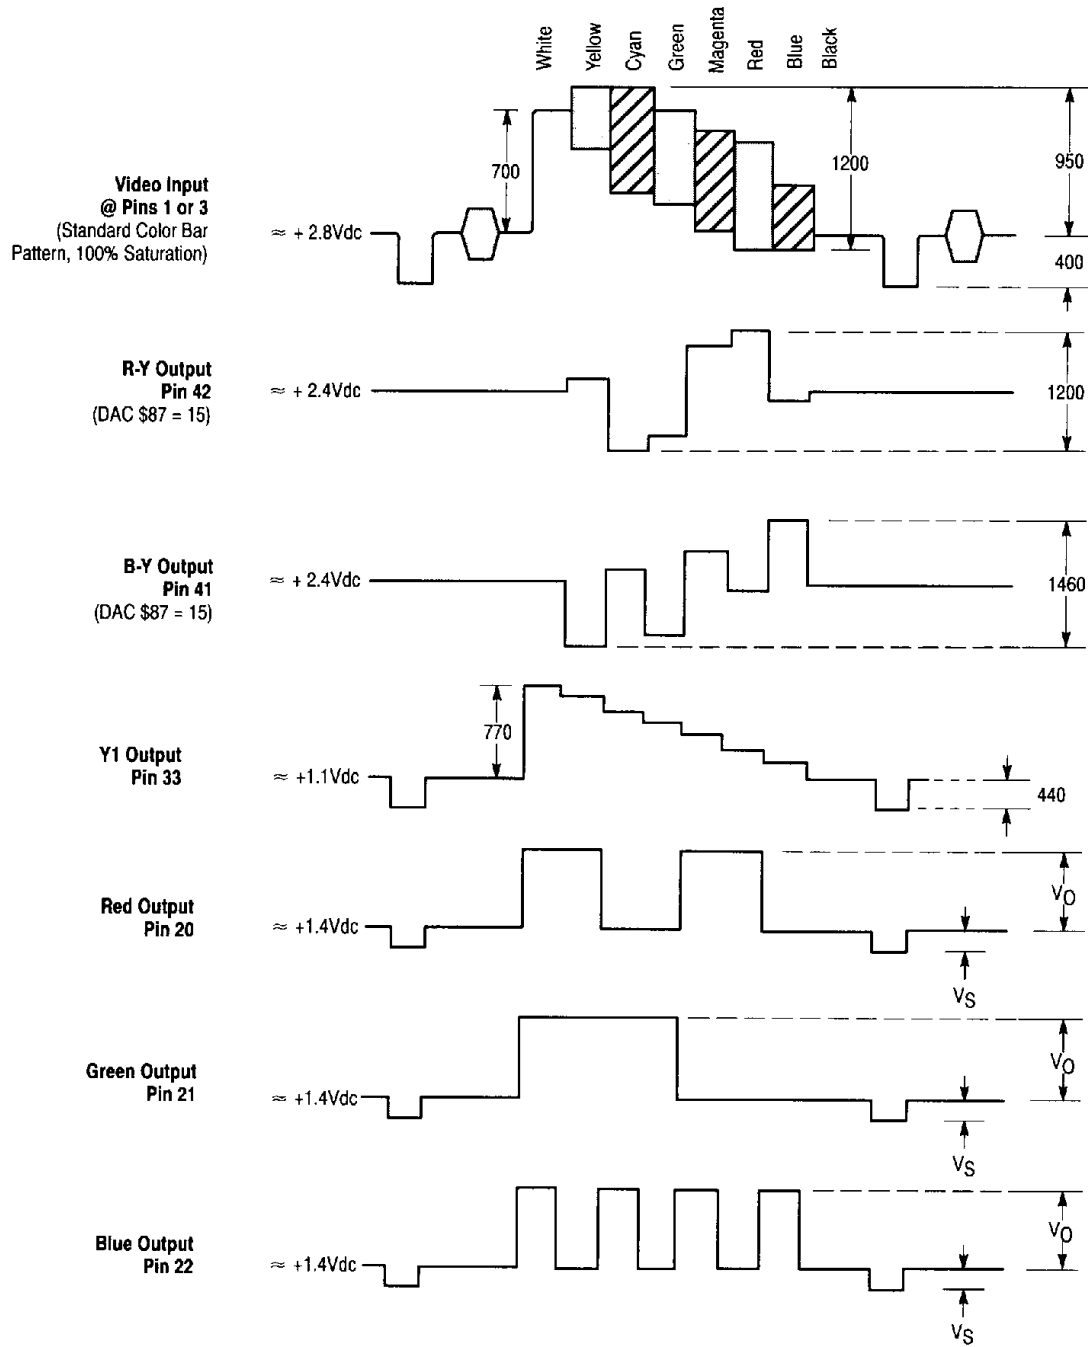 White
Yellow
Cyan
Green
Magenta
Red
Blue
Black
Video Input
@ Pins 1 or 3
(Standard Color Bar
Pattern, 100% Saturation)
≈ + 2.8Vdc
700
1200
950
400
R-Y Output
Pin 42
(DAC $87 = 15)
≈ + 2.4Vdc
1200
B-Y Output
Pin 41
(DAC $87 = 15)
≈ + 2.4Vdc
1460
Y1 Output
Pin 33
≈ +1.1Vdc
770
440
Red Output
Pin 20
≈ +1.4Vdc
VO
VS
Green Output
Pin 21
≈ +1.4Vdc
VO
VS
Blue Output
Pin 22
≈ +1.4Vdc
VO
VS